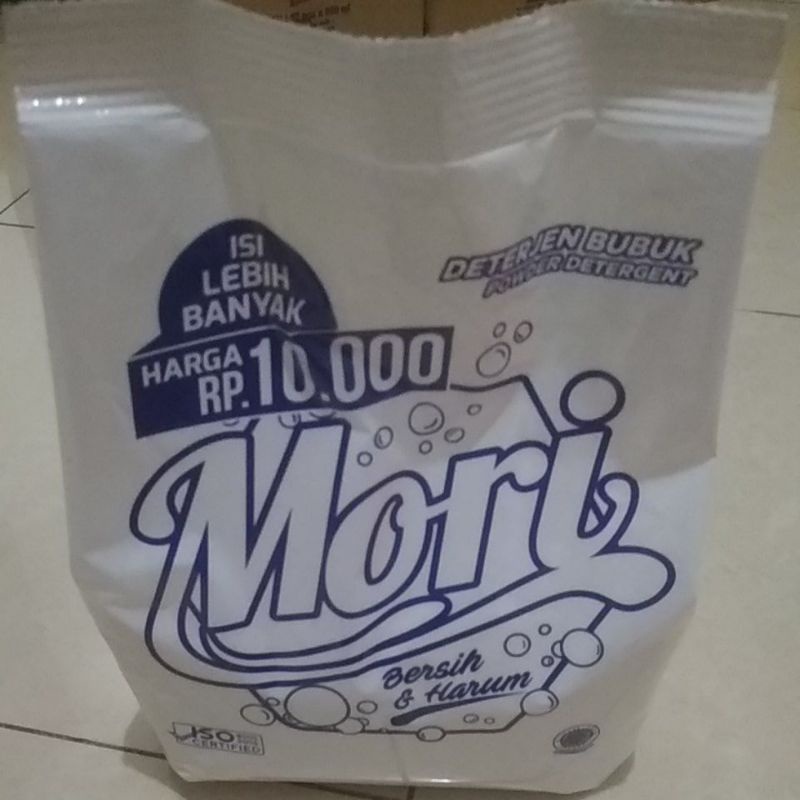 ISI
LEBIH
BANYAK
HARGA
RP.10.000
DETERJEN BUBUK
POWDER DETERGENT
Mori
Bersih
& Harum
ISO
CERTIFIED